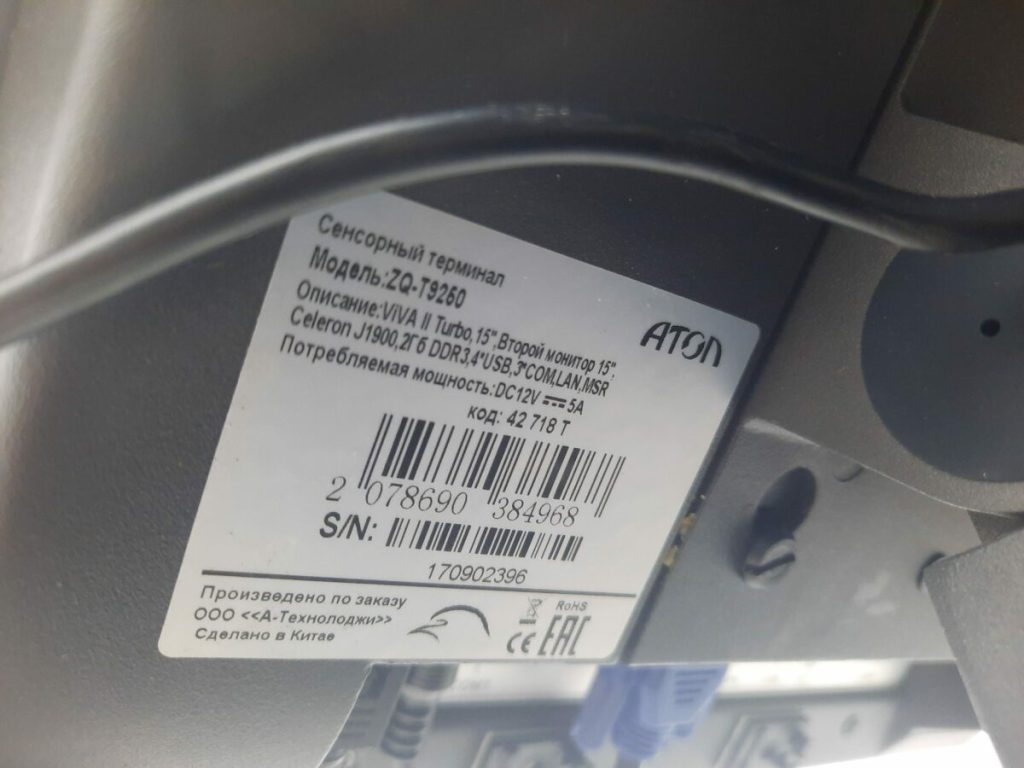 Сенсорный терминал
Модель:ZQ-T9260
Описание:ViVA II Turbo,15",Второй монитор 15",
Celeron J1900,2Гб DDR3,4*USB,3*COM,LAN,MSR
Потребляемая мощность:DC12V 5A
код: 42 718 T
ATOП
2 078690 384968
S/N:
170902396
Произведено по заказу
ООО <<А-Технолоджи>>
Сделано в Китае
RoHS
CE EAC